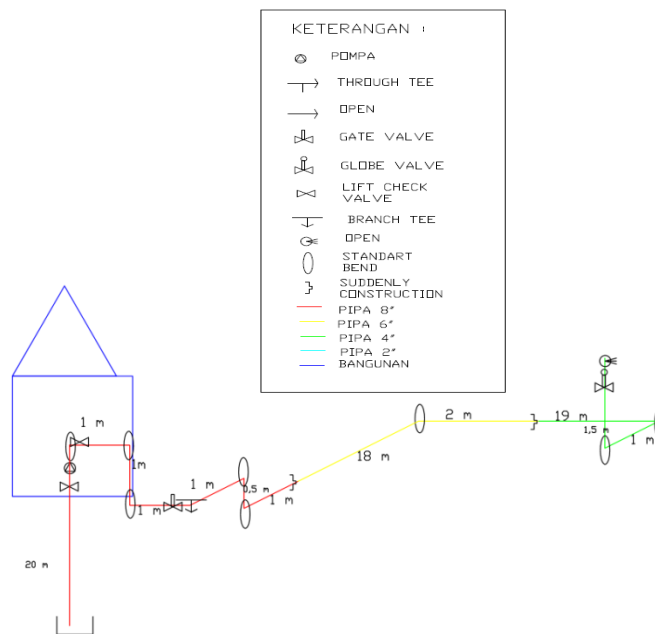 KETERANGAN :
POMPA
THROUGH TEE
OPEN
GATE VALVE
GLOBE VALVE
LIFT CHECK
VALVE
BRANCH TEE
OPEN
STANDART
BEND
SUDDENLY
CONSTRUCTION
PIPA 8"
PIPA 6"
PIPA 4"
PIPA 2"
BANGUNAN
1 m
1m
1 m
1 m
0,5 m
1 m
18 m
2 m
19 m
1,5 m
1 m
20 m